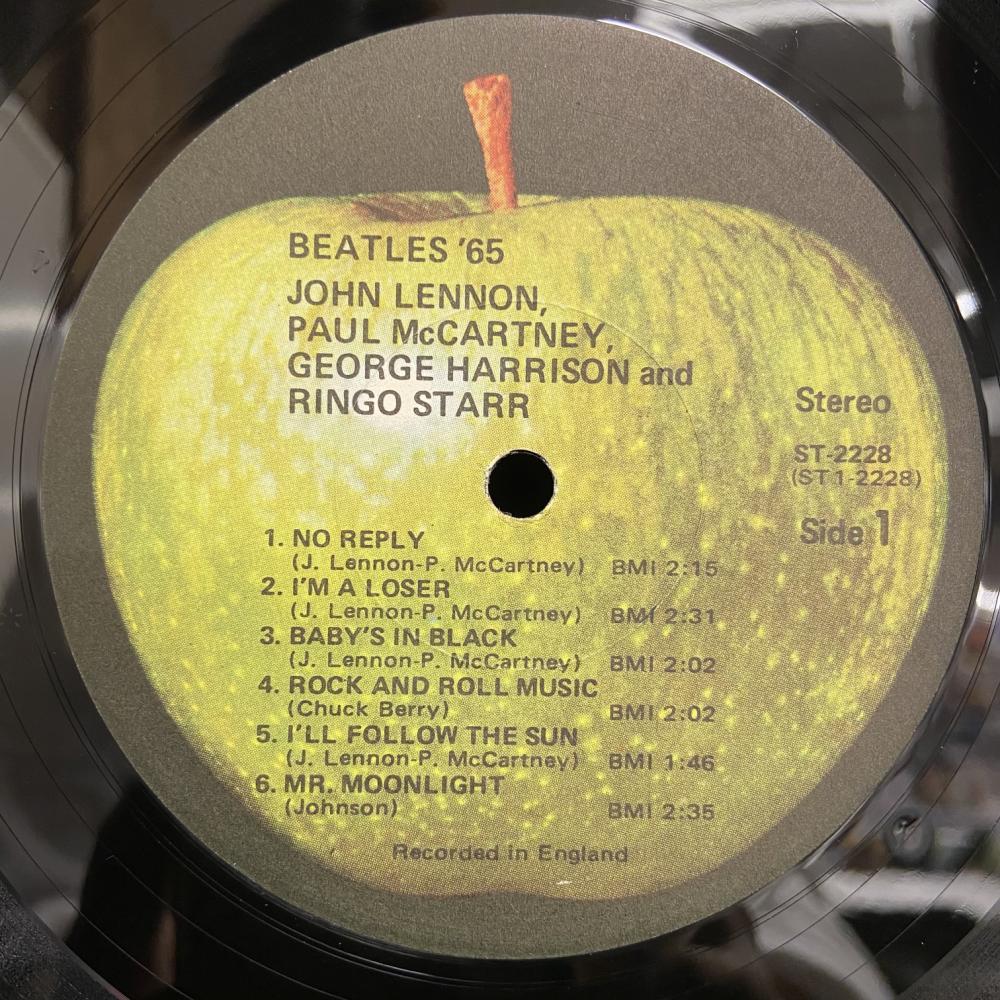 BEATLES '65
JOHN LENNON,
PAUL McCARTNEY,
GEORGE HARRISON and
RINGO STARR
Stereo
ST-2228
(ST 1-2228)
Side 1
1. NO REPLY
(J. Lennon-P. McCartney) BMI 2:15
2. I'M A LOSER
(J. Lennon-P. McCartney) BMI 2:31
3. BABY'S IN BLACK
(J. Lennon-P. McCartney) BMI 2:02
4. ROCK AND ROLL MUSIC
(Chuck Berry) BMI 2:02
5. I'LL FOLLOW THE SUN
(J. Lennon-P. McCartney) BMI 1:46
6. MR. MOONLIGHT
(Johnson) BMI 2:35
Recorded in England